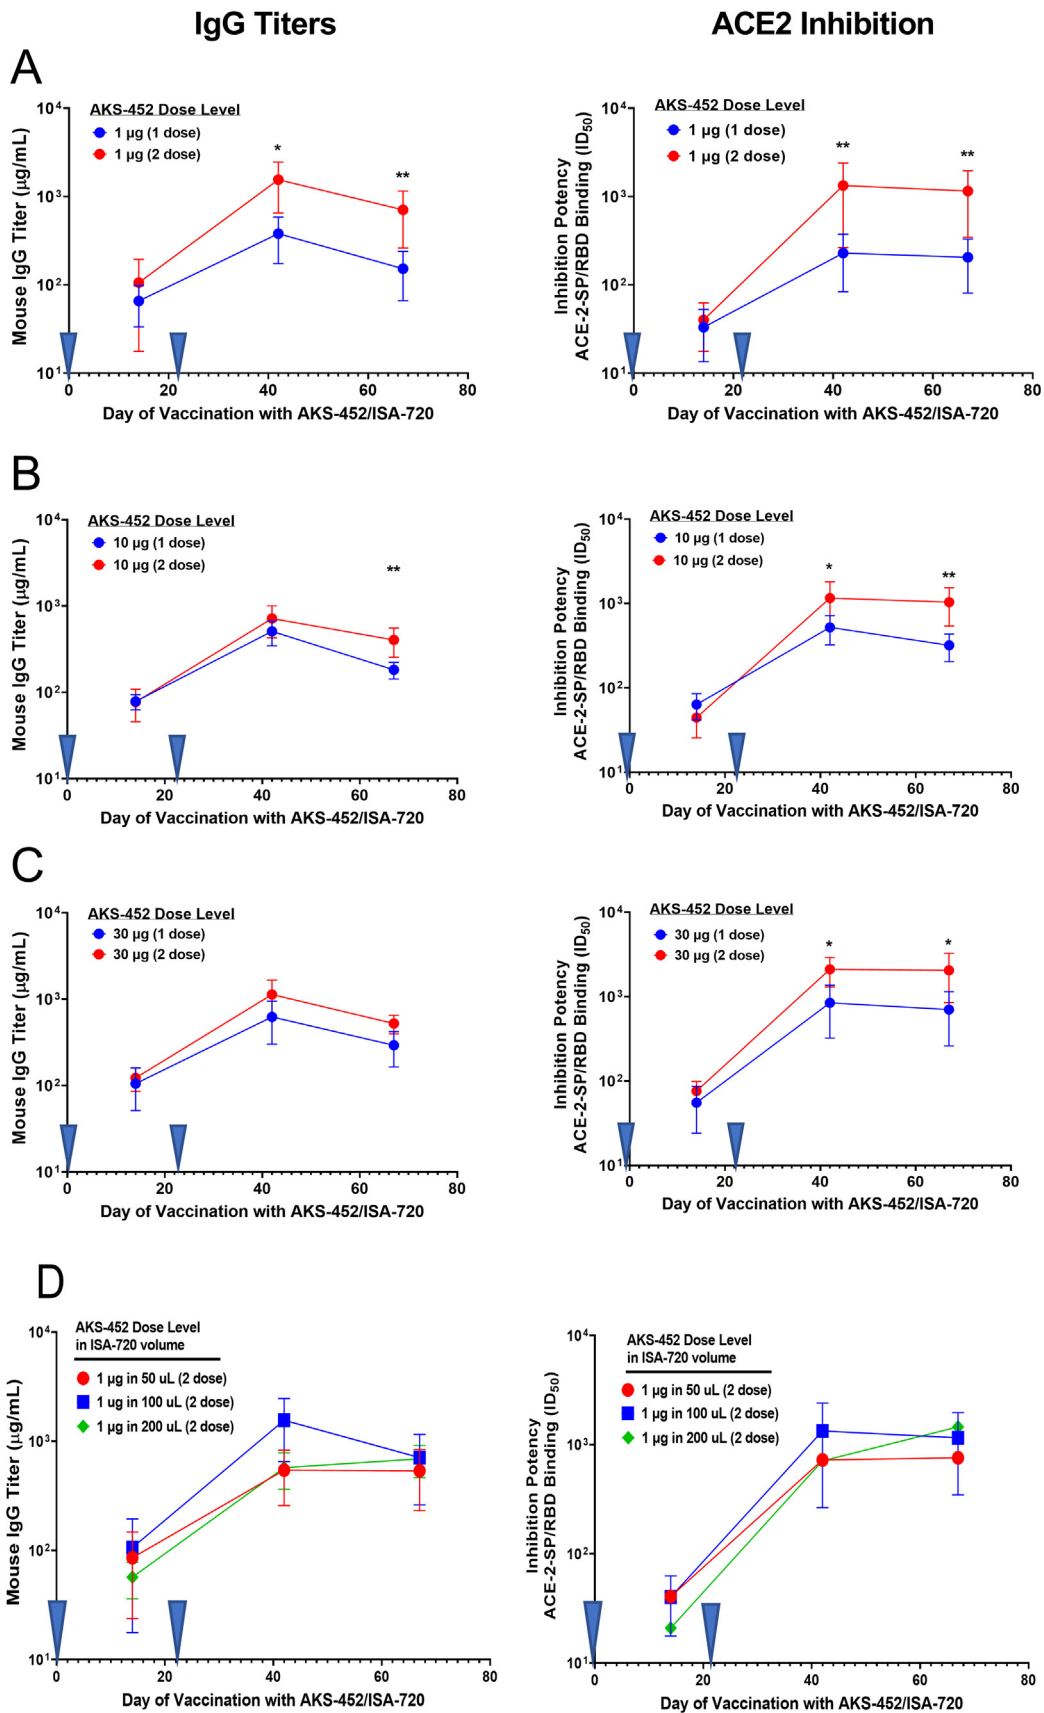 IgG Titers
ACE2 Inhibition
A
AKS-452 Dose Level
1 µg (1 dose)
1 µg (2 dose)
*
**
Mouse IgG Titer (µg/mL)
10⁴
10³
10²
10¹
0 20 40 60 80
Day of Vaccination with AKS-452/ISA-720
AKS-452 Dose Level
1 µg (1 dose)
1 µg (2 dose)
**
**
Inhibition Potency
ACE-2-SP/RBD Binding (ID₅₀)
10⁴
10³
10²
10¹
0 20 40 60 80
Day of Vaccination with AKS-452/ISA-720
B
AKS-452 Dose Level
10 µg (1 dose)
10 µg (2 dose)
**
Mouse IgG Titer (µg/mL)
10⁴
10³
10²
10¹
0 20 40 60 80
Day of Vaccination with AKS-452/ISA-720
AKS-452 Dose Level
10 µg (1 dose)
10 µg (2 dose)
*
**
Inhibition Potency
ACE-2-SP/RBD Binding (ID₅₀)
10⁴
10³
10²
10¹
0 20 40 60 80
Day of Vaccination with AKS-452/ISA-720
C
AKS-452 Dose Level
30 µg (1 dose)
30 µg (2 dose)
Mouse IgG Titer (µg/mL)
10⁴
10³
10²
10¹
0 20 40 60 80
Day of Vaccination with AKS-452/ISA-720
AKS-452 Dose Level
30 µg (1 dose)
30 µg (2 dose)
*
*
Inhibition Potency
ACE-2-SP/RBD Binding (ID₅₀)
10⁴
10³
10²
10¹
0 20 40 60 80
Day of Vaccination with AKS-452/ISA-720
D
AKS-452 Dose Level
in ISA-720 volume
1 µg in 50 uL (2 dose)
1 µg in 100 uL (2 dose)
1 µg in 200 uL (2 dose)
Mouse IgG Titer (µg/mL)
10⁴
10³
10²
10¹
0 20 40 60 80
Day of Vaccination with AKS-452/ISA-720
AKS-452 Dose Level
in ISA-720 volume
1 µg in 50 uL (2 dose)
1 µg in 100 uL (2 dose)
1 µg in 200 uL (2 dose)
Inhibition Potency
ACE-2-SP/RBD Binding (ID₅₀)
10⁴
10³
10²
10¹
0 20 40 60 80
Day of Vaccination with AKS-452/ISA-720